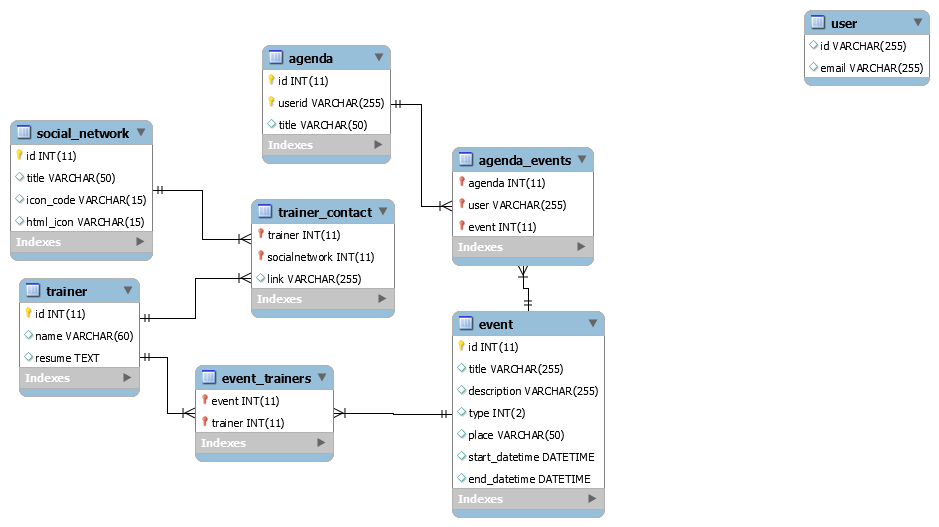 user
id VARCHAR(255)
email VARCHAR(255)
agenda
id INT(11)
userid VARCHAR(255)
title VARCHAR(50)
Indexes
social_network
id INT(11)
title VARCHAR(50)
icon_code VARCHAR(15)
html_icon VARCHAR(15)
Indexes
agenda_events
agenda INT(11)
user VARCHAR(255)
event INT(11)
Indexes
trainer_contact
trainer INT(11)
socialnetwork INT(11)
link VARCHAR(255)
Indexes
trainer
id INT(11)
name VARCHAR(60)
resume TEXT
Indexes
event
id INT(11)
title VARCHAR(255)
description VARCHAR(255)
type INT(2)
place VARCHAR(50)
start_datetime DATETIME
end_datetime DATETIME
Indexes
event_trainers
event INT(11)
trainer INT(11)
Indexes